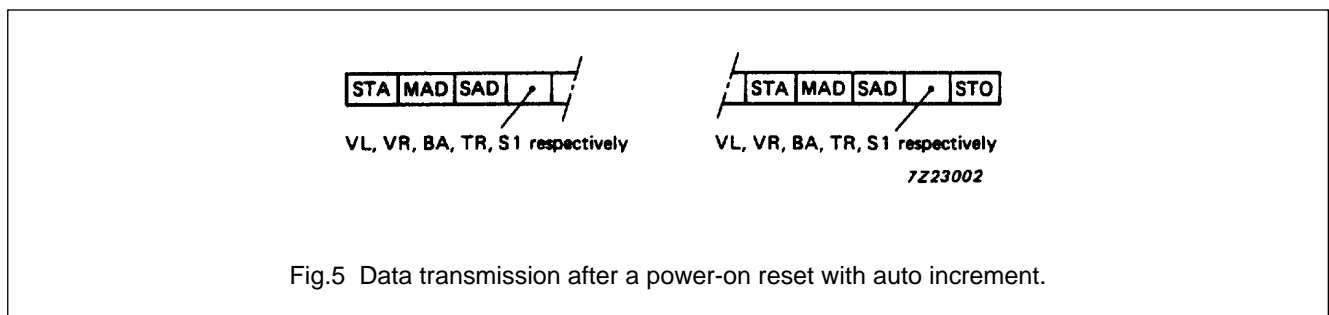 STA MAD SAD STA MAD SAD STO
VL, VR, BA, TR, S1 respectively VL, VR, BA, TR, S1 respectively
7Z23002
Fig.5 Data transmission after a power-on reset with auto increment.